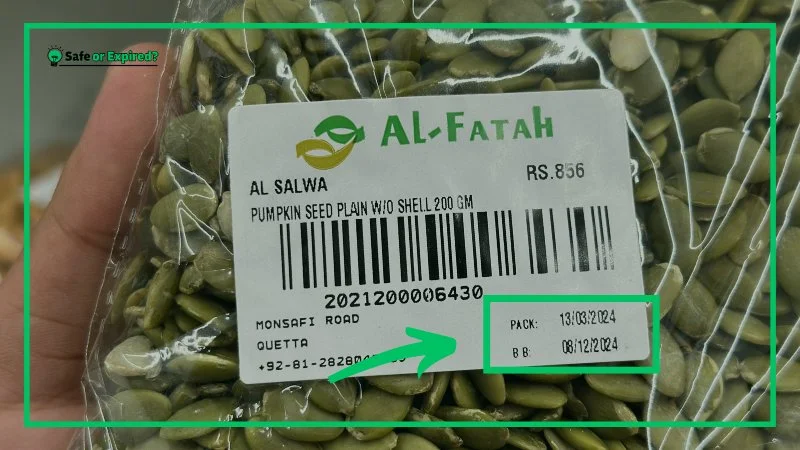 Safe or Expired?
AL-FATAH
AL SALWA
RS.856
PUMPKIN SEED PLAIN W/O SHELL 200 GM
2021200006430
MONSAFI ROAD
QUETTA
PACK: 13/03/2024
B B: 08/12/2024